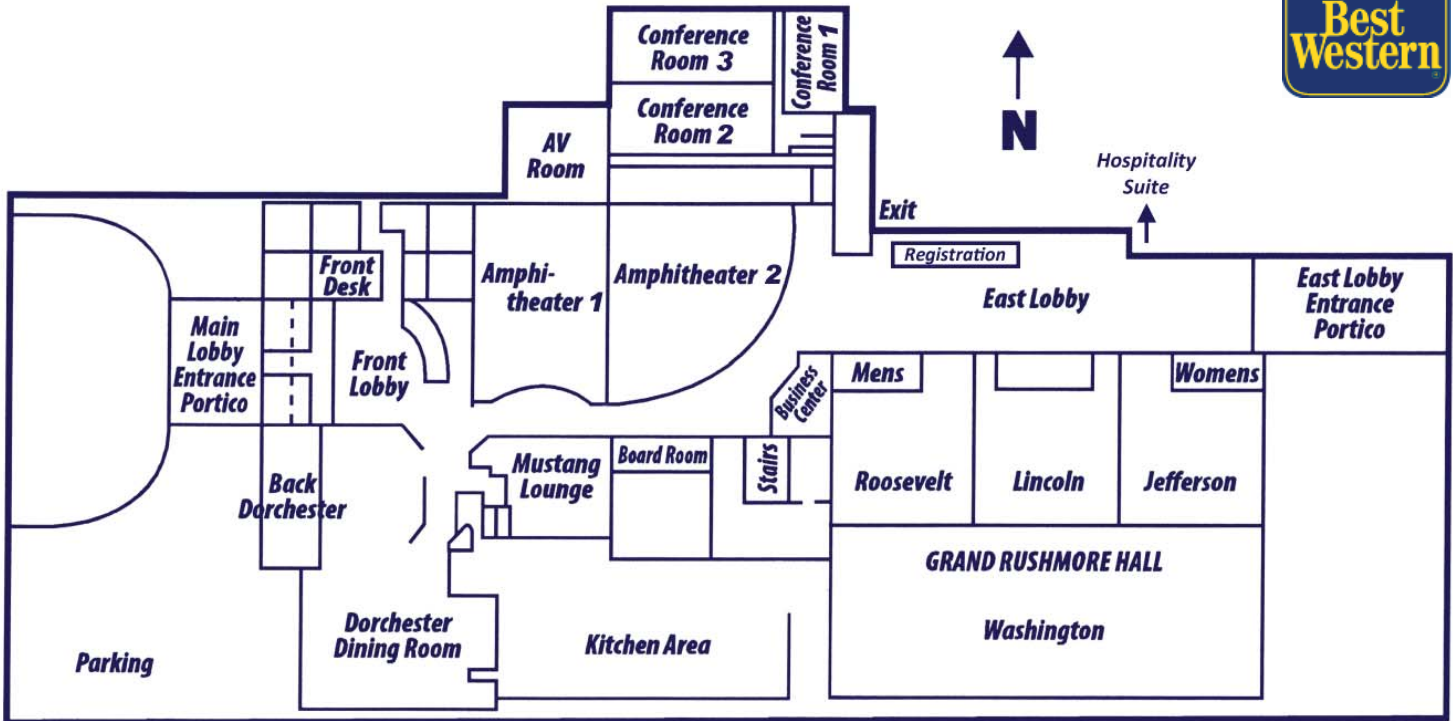 Best
Western
Conference
Room 3
Conference
Room 1
Conference
Room 2
AV
Room
N
Hospitality
Suite
Exit
Registration
Front
Desk
Amphi-
theater 1
Amphitheater 2
East Lobby
East Lobby
Entrance
Portico
Main
Lobby
Entrance
Portico
Front
Lobby
Business
Center
Mens
Womens
Mustang
Lounge
Board Room
Stairs
Roosevelt
Lincoln
Jefferson
Back
Dorchester
GRAND RUSHMORE HALL
Washington
Dorchester
Dining Room
Kitchen Area
Parking